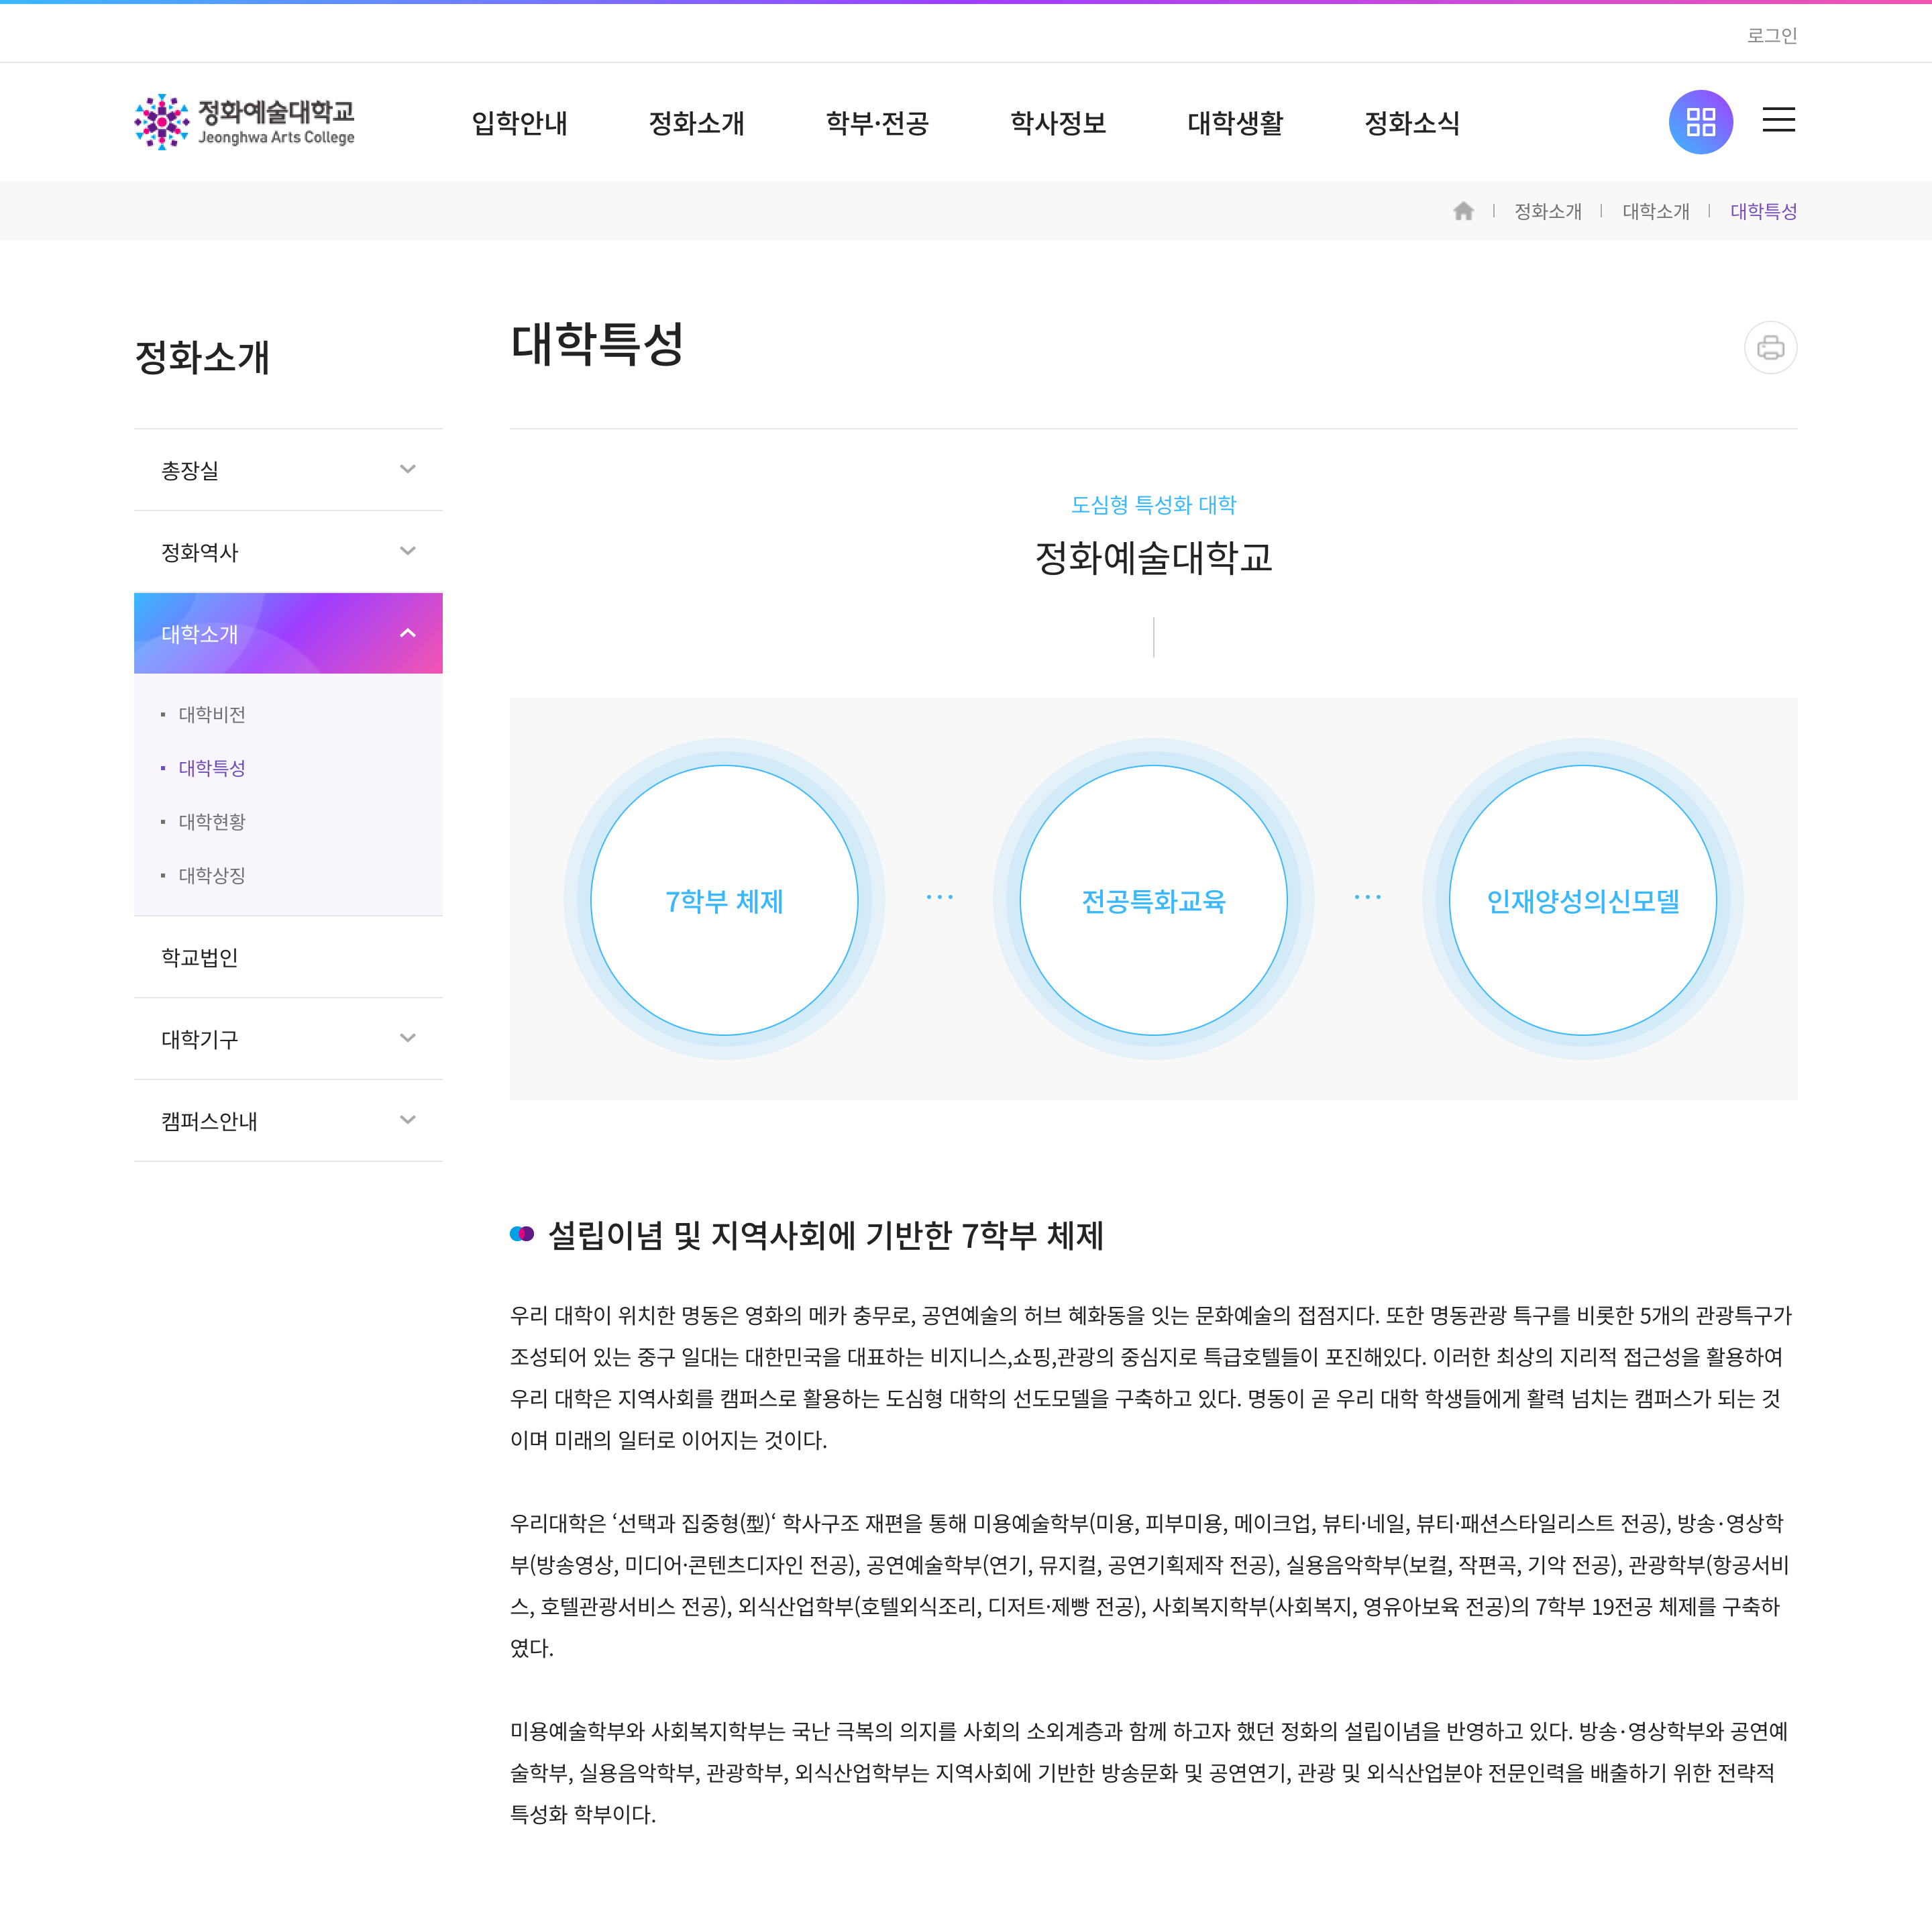 로그인
정화예술대학교
Jeonghwa Arts College
입학안내 정화소개 학부·전공 학사정보 대학생활 정화소식
정화소개 대학소개 대학특성
정화소개
총장실
정화역사
대학소개
대학비전
대학특성
대학현황
대학상징
학교법인
대학기구
캠퍼스안내
대학특성
도심형 특성화 대학
정화예술대학교
7학부 체제 ··· 전공특화교육 ··· 인재양성의신모델
설립이념 및 지역사회에 기반한 7학부 체제
우리 대학이 위치한 명동은 영화의 메카 충무로, 공연예술의 허브 혜화동을 잇는 문화예술의 접점지다. 또한 명동관광 특구를 비롯한 5개의 관광특구가
조성되어 있는 중구 일대는 대한민국을 대표하는 비지니스,쇼핑,관광의 중심지로 특급호텔들이 포진해있다. 이러한 최상의 지리적 접근성을 활용하여
우리 대학은 지역사회를 캠퍼스로 활용하는 도심형 대학의 선도모델을 구축하고 있다. 명동이 곧 우리 대학 학생들에게 활력 넘치는 캠퍼스가 되는 것
이며 미래의 일터로 이어지는 것이다.
우리대학은 ‘선택과 집중형(型)‘ 학사구조 재편을 통해 미용예술학부(미용, 피부미용, 메이크업, 뷰티·네일, 뷰티·패션스타일리스트 전공), 방송·영상학
부(방송영상, 미디어·콘텐츠디자인 전공), 공연예술학부(연기, 뮤지컬, 공연기획제작 전공), 실용음악학부(보컬, 작편곡, 기악 전공), 관광학부(항공서비
스, 호텔관광서비스 전공), 외식산업학부(호텔외식조리, 디저트·제빵 전공), 사회복지학부(사회복지, 영유아보육 전공)의 7학부 19전공 체제를 구축하
였다.
미용예술학부와 사회복지학부는 국난 극복의 의지를 사회의 소외계층과 함께 하고자 했던 정화의 설립이념을 반영하고 있다. 방송·영상학부와 공연예
술학부, 실용음악학부, 관광학부, 외식산업학부는 지역사회에 기반한 방송문화 및 공연연기, 관광 및 외식산업분야 전문인력을 배출하기 위한 전략적
특성화 학부이다.